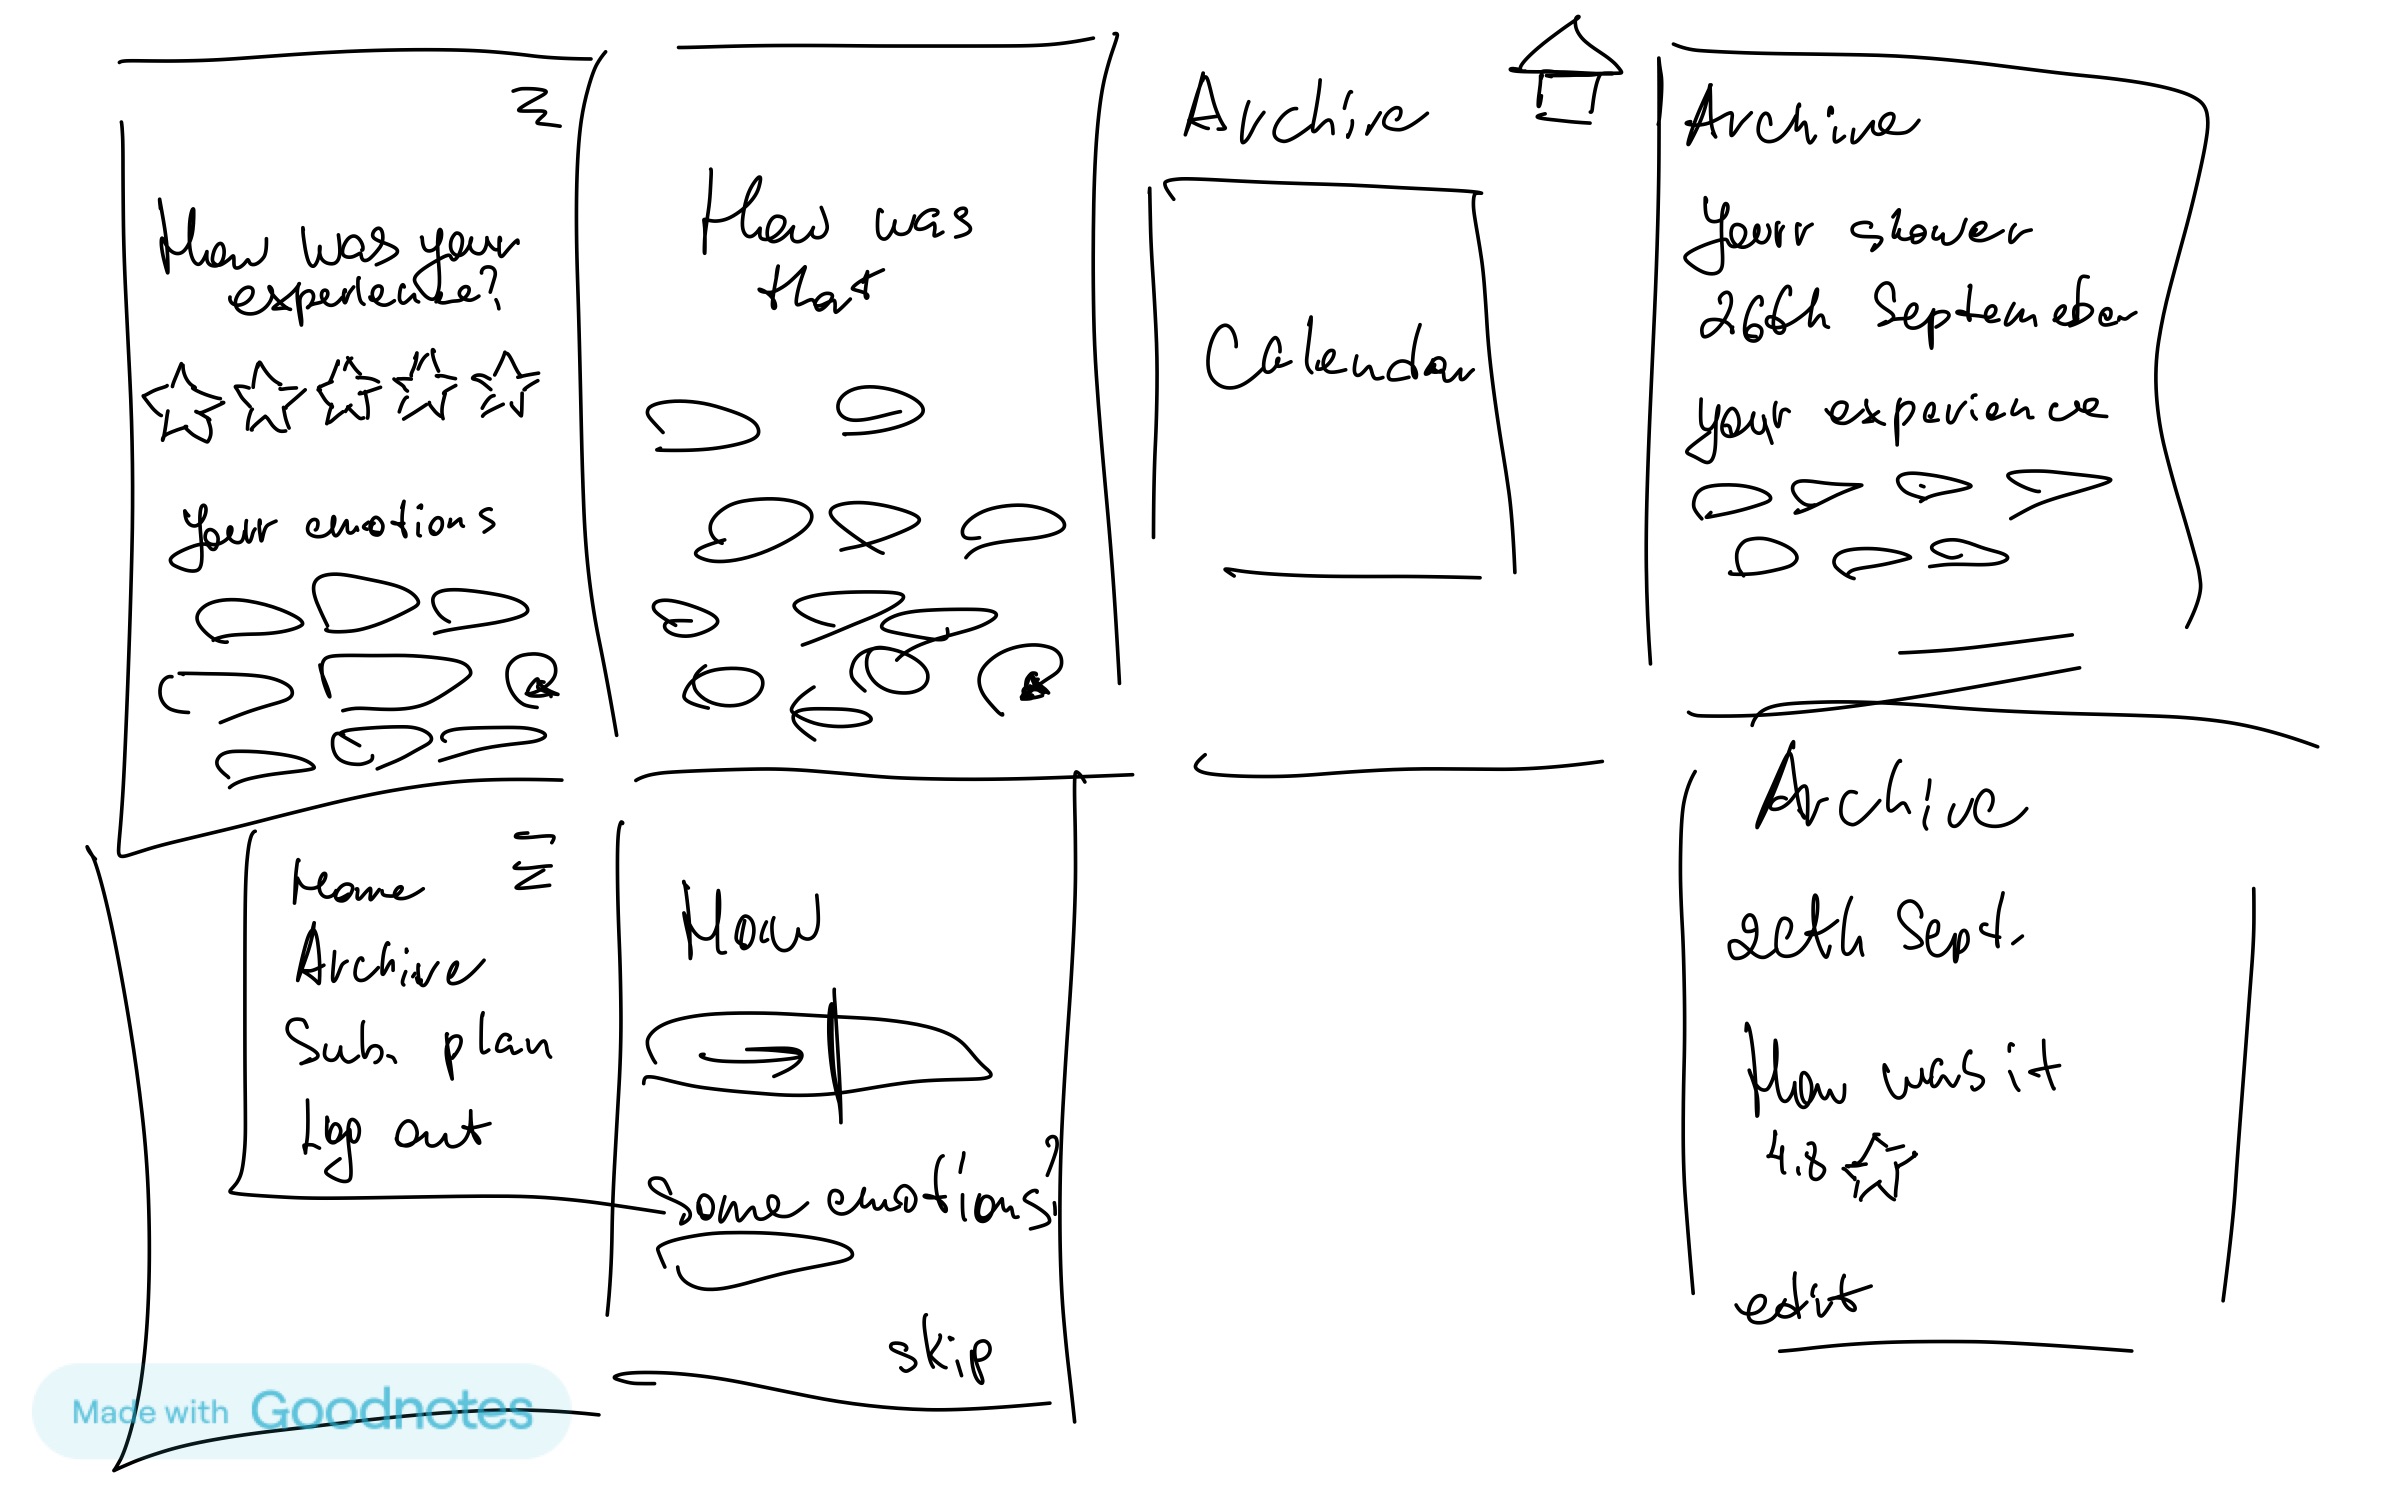 How was your
experience?
Your emotions
How was
that
Archive
Calendar
Archive
Your shower
26th September
your experience
Home
Archive
Sub. plan
Log out
How
Some emotions?
skip
Archive
26th Sept.
How was it
4.8
edit
Made with Goodnotes